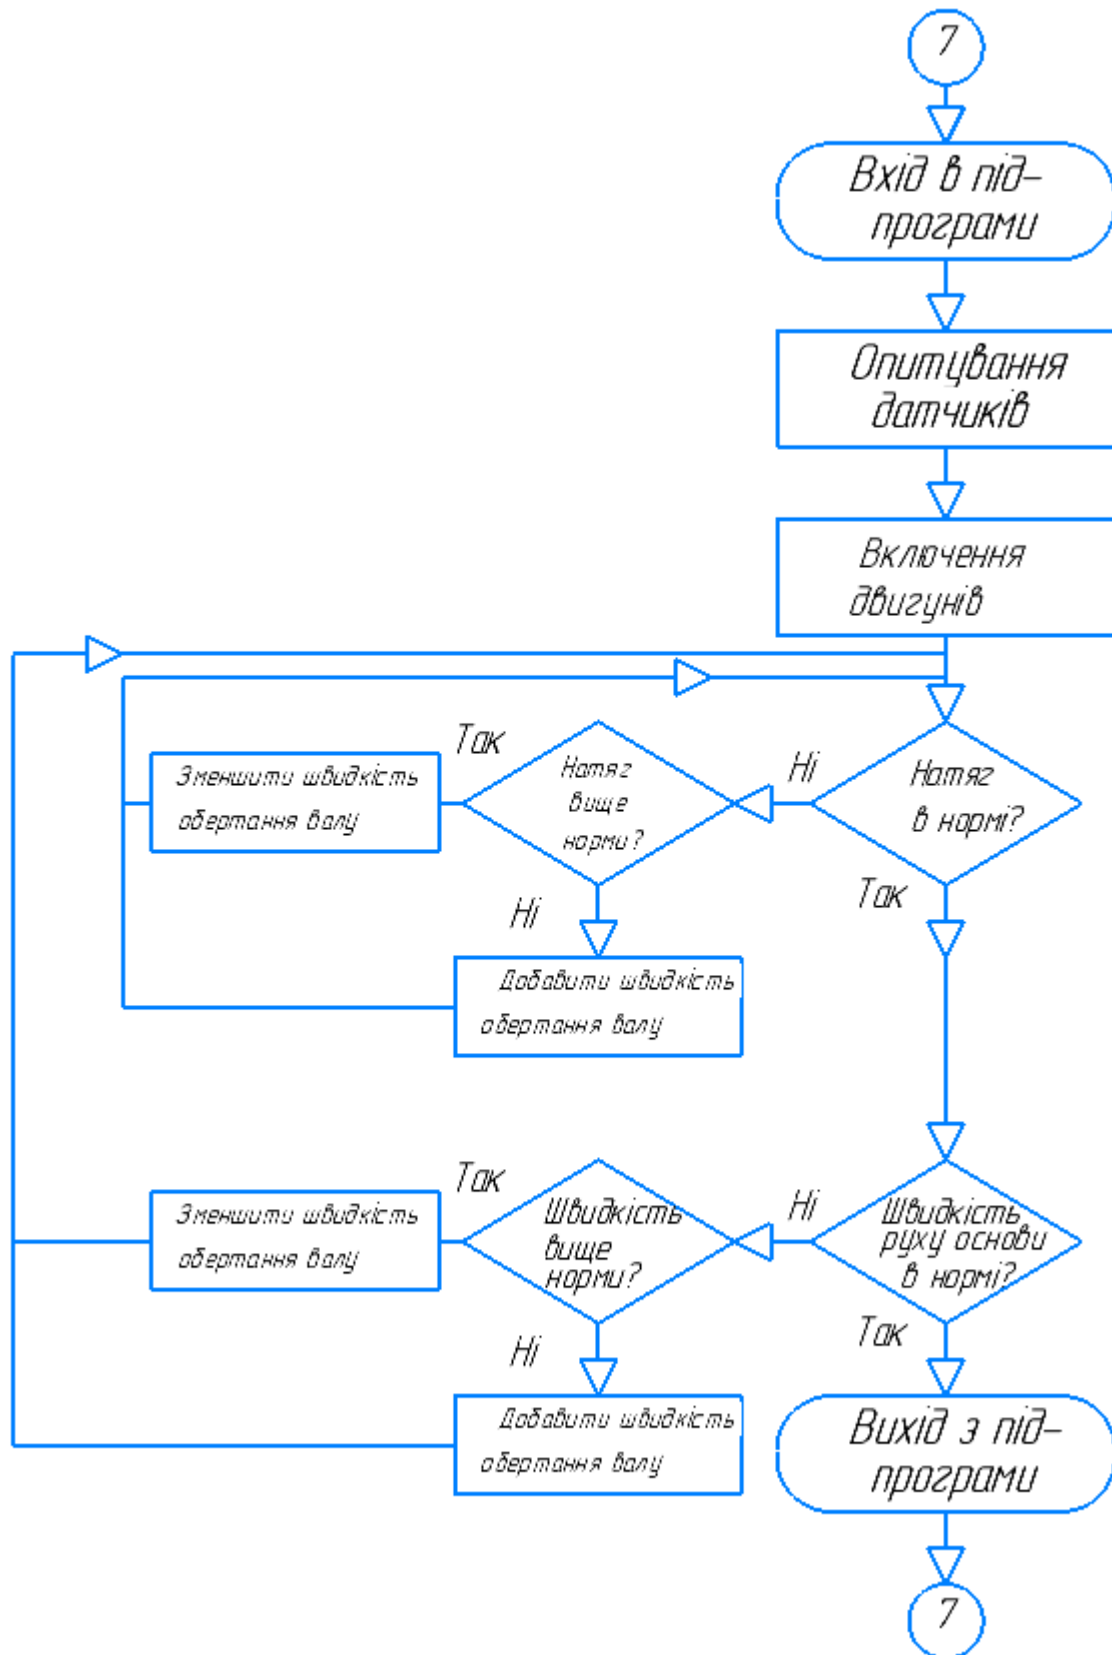 7
Вхід в під-
програми
Опитування
датчиків
Включення
двигунів
Так
Ні
Зменшити швидкість
обертання валу
Натяг
вище
норми?
Натяг
в нормі?
Ні
Так
Добавити швидкість
обертання валу
Так
Ні
Зменшити швидкість
обертання валу
Швидкість
вище
норми?
Швидкість
руху основи
в нормі?
Ні
Так
Добавити швидкість
обертання валу
Вихід з під-
програми
7